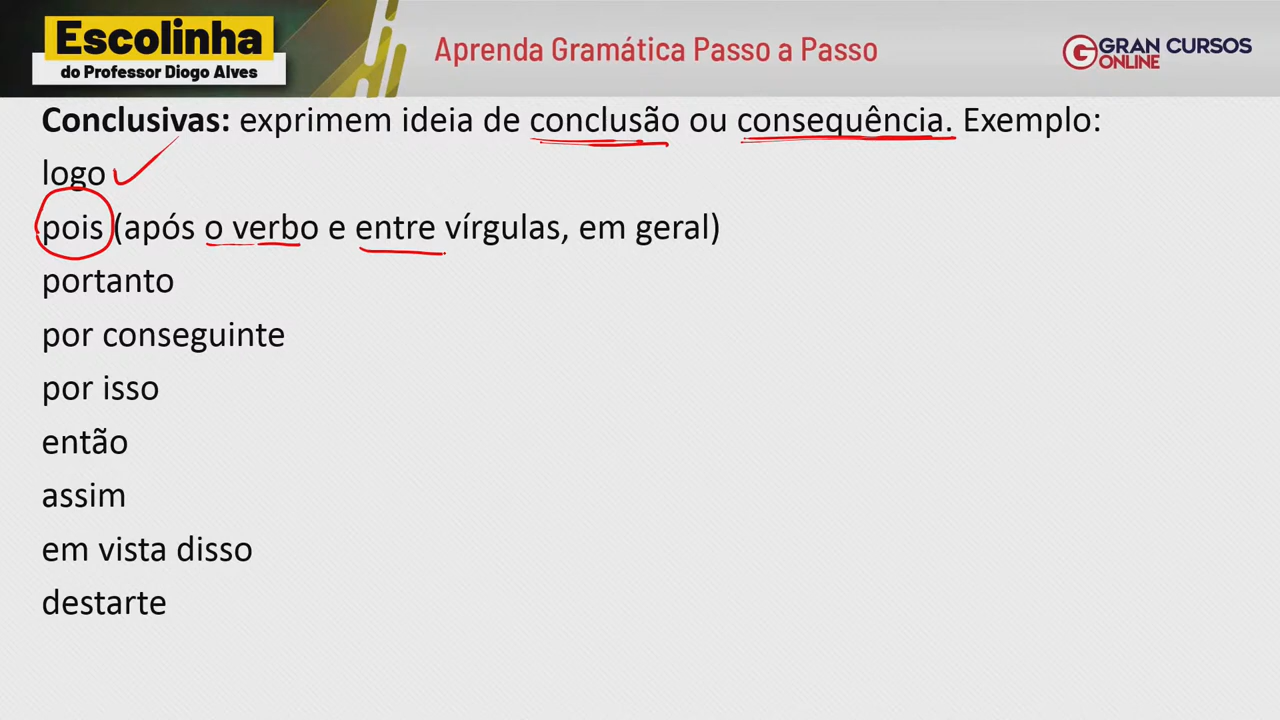 Escolinha
do Professor Diogo Alves
Aprenda Gramática Passo a Passo
G GRAN CURSOS
ONLINE
Conclusivas: exprimem ideia de conclusão ou consequência. Exemplo:
logo
pois (após o verbo e entre vírgulas, em geral)
portanto
por conseguinte
por isso
então
assim
em vista disso
destarte